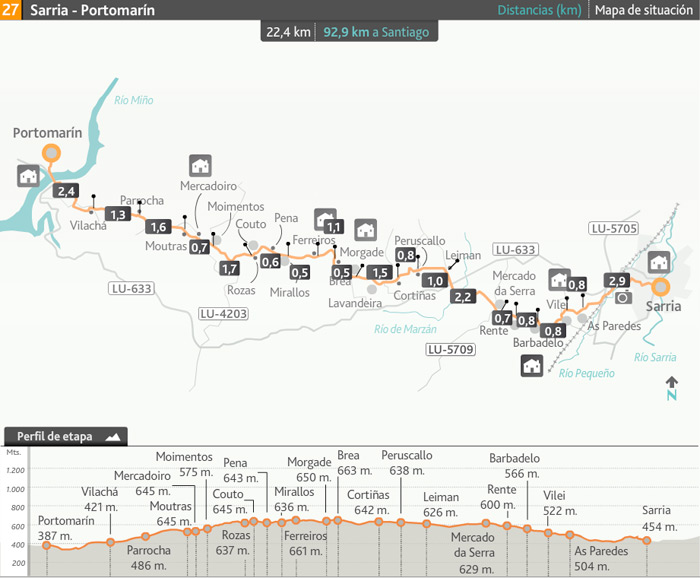 27 Sarria - Portomarín
Distancias (km) Mapa de situación
22,4 km 92,9 km a Santiago
Río Miño
Portomarín
2,4
Vilachá
1,3
Parrocha
1,6
Moutras
0,7
Mercadoiro
Moimentos
1,7
Couto
Rozas
0,6
Pena
Mirallos
0,5
Ferreiros
1,1
0,5
Morgade
Brea
Lavandeira
1,5
0,8
Peruscallo
Cortiñas
1,0
Leiman
2,2
LU-633
LU-4203
Río de Marzán
LU-5709
LU-633
LU-5705
Mercado
da Serra
0,7
Rente
0,8
Barbadelo
0,8
Vilei
0,8
As Paredes
2,9
Sarria
Río Pequeño
Río Sarria
N
Perfil de etapa
Mts.
1.200
1.000
800
600
400
200
Portomarín
387 m.
Vilachá
421 m.
Parrocha
486 m.
Moutras
645 m.
Mercadoiro
645 m.
Moimentos
575 m.
Couto
645 m.
Rozas
637 m.
Pena
643 m.
Mirallos
636 m.
Ferreiros
661 m.
Morgade
650 m.
Brea
663 m.
Cortiñas
642 m.
Peruscallo
638 m.
Leiman
626 m.
Mercado
da Serra
629 m.
Rente
600 m.
Barbadelo
566 m.
Vilei
522 m.
As Paredes
504 m.
Sarria
454 m.